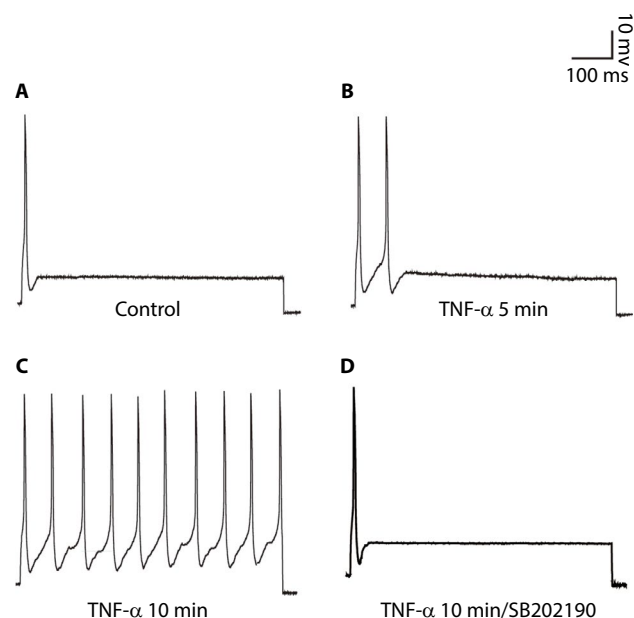 10 mv
100 ms
A
B
Control
TNF-α 5 min
C
D
TNF-α 10 min
TNF-α 10 min/SB202190